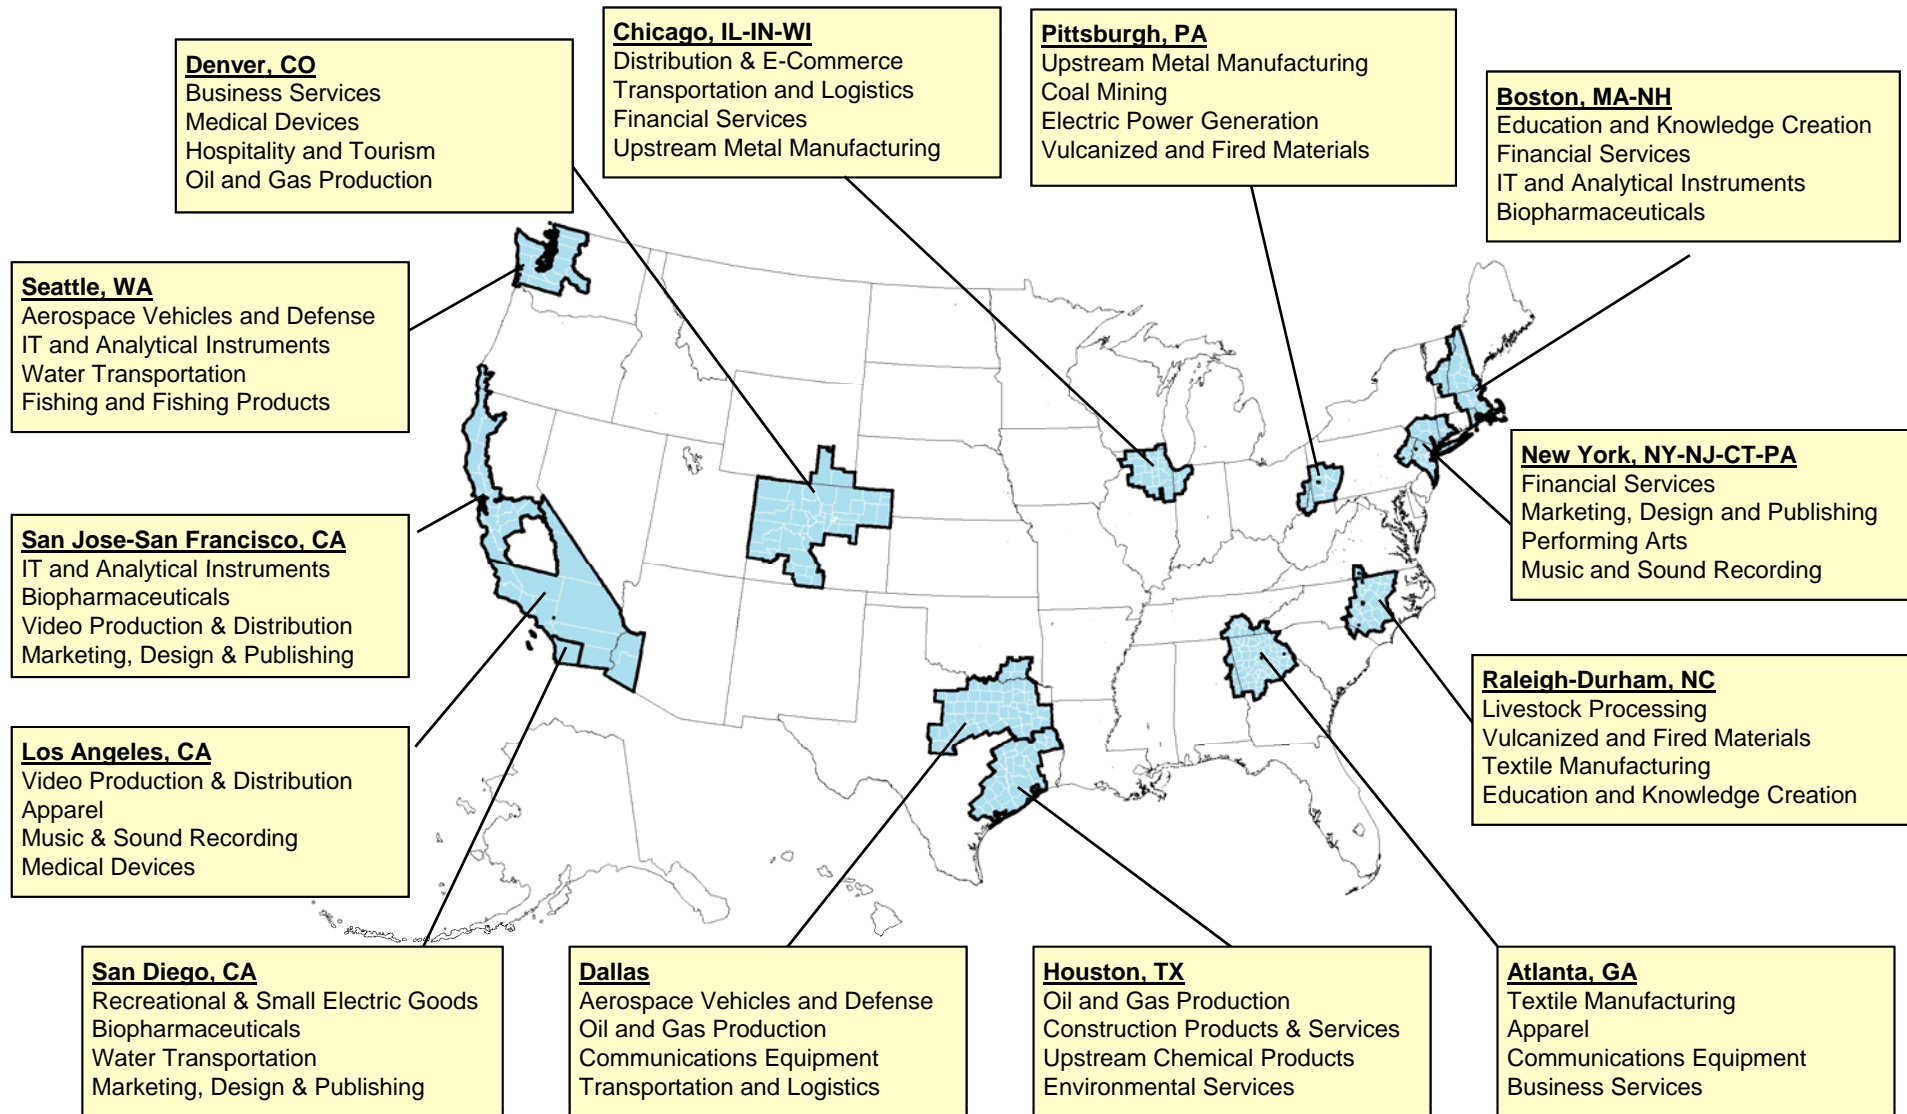 Denver, CO
Business Services
Medical Devices
Hospitality and Tourism
Oil and Gas Production
Chicago, IL-IN-WI
Distribution & E-Commerce
Transportation and Logistics
Financial Services
Upstream Metal Manufacturing
Pittsburgh, PA
Upstream Metal Manufacturing
Coal Mining
Electric Power Generation
Vulcanized and Fired Materials
Boston, MA-NH
Education and Knowledge Creation
Financial Services
IT and Analytical Instruments
Biopharmaceuticals
Seattle, WA
Aerospace Vehicles and Defense
IT and Analytical Instruments
Water Transportation
Fishing and Fishing Products
New York, NY-NJ-CT-PA
Financial Services
Marketing, Design and Publishing
Performing Arts
Music and Sound Recording
San Jose-San Francisco, CA
IT and Analytical Instruments
Biopharmaceuticals
Video Production & Distribution
Marketing, Design & Publishing
Raleigh-Durham, NC
Livestock Processing
Vulcanized and Fired Materials
Textile Manufacturing
Education and Knowledge Creation
Los Angeles, CA
Video Production & Distribution
Apparel
Music & Sound Recording
Medical Devices
San Diego, CA
Recreational & Small Electric Goods
Biopharmaceuticals
Water Transportation
Marketing, Design & Publishing
Dallas
Aerospace Vehicles and Defense
Oil and Gas Production
Communications Equipment
Transportation and Logistics
Houston, TX
Oil and Gas Production
Construction Products & Services
Upstream Chemical Products
Environmental Services
Atlanta, GA
Textile Manufacturing
Apparel
Communications Equipment
Business Services